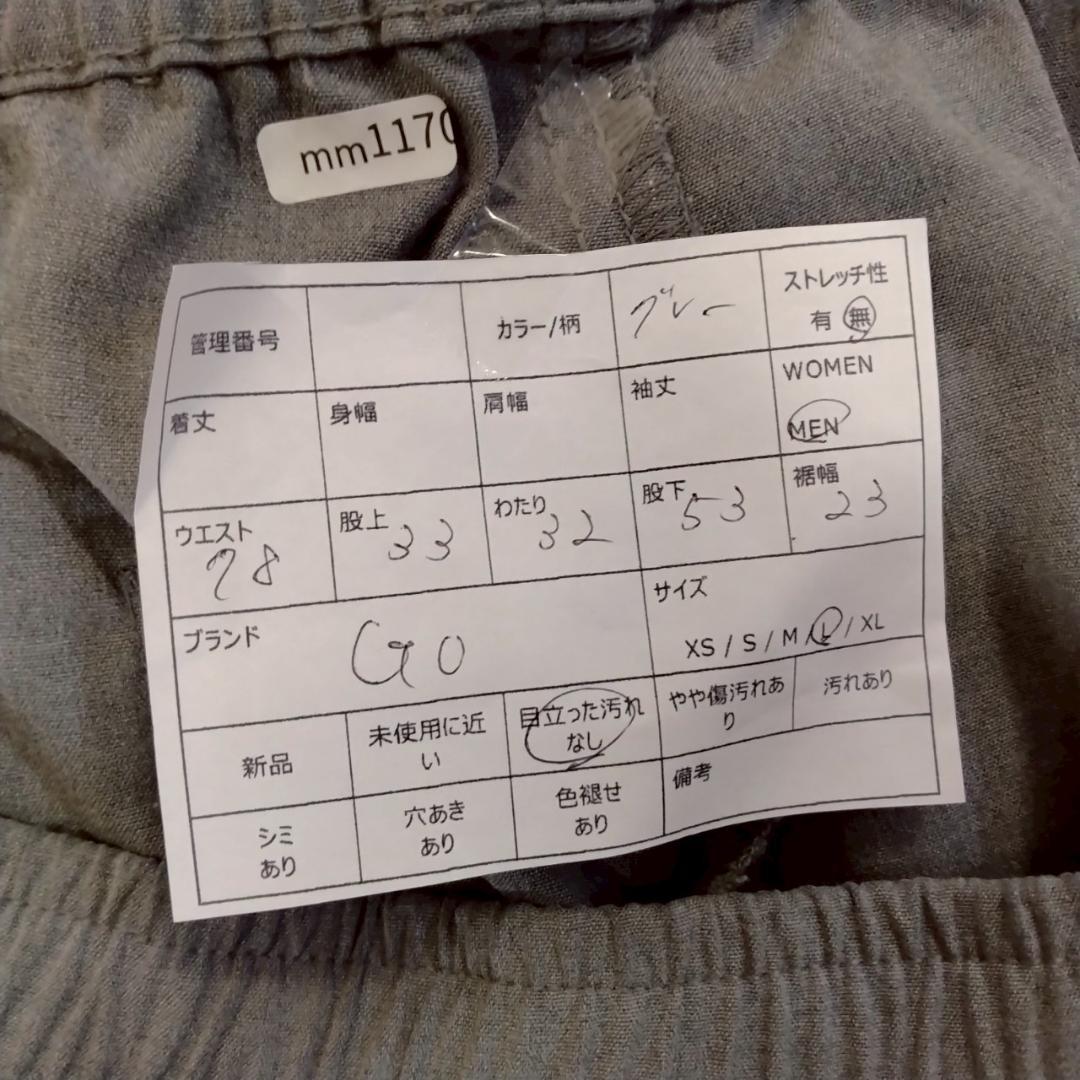 mm1170
管理番号
カラー/柄
グレー
ストレッチ性
有 無
着丈
身幅
肩幅
袖丈
WOMEN
MEN
ウエスト
78
股上
33
わたり
32
股下
53
裾幅
23
ブランド
GO
サイズ
XS / S / M / L / XL
新品
未使用に近
い
目立った汚れ
なし
やや傷汚れあ
り
汚れあり
シミ
あり
穴あき
あり
色褪せ
あり
備考